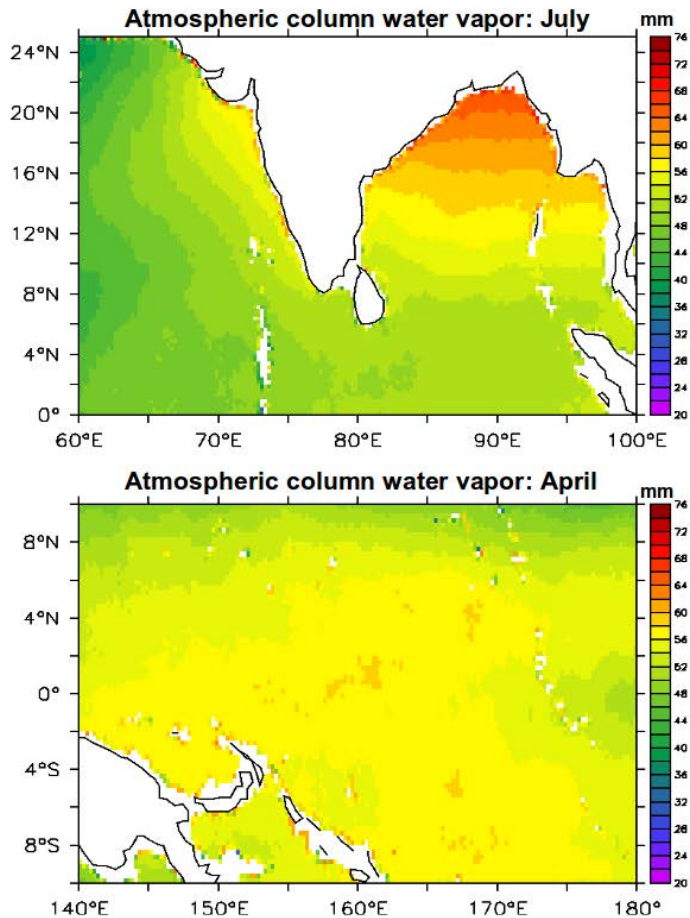 Atmospheric column water vapor: July
mm
24°N
20°N
16°N
12°N
8°N
4°N
0°
60°E 70°E 80°E 90°E 100°E
76
72
68
64
60
56
52
48
44
40
36
32
28
24
20
Atmospheric column water vapor: April
mm
8°N
4°N
0°
4°S
8°S
140°E 150°E 160°E 170°E 180°
76
72
68
64
60
56
52
48
44
40
36
32
28
24
20